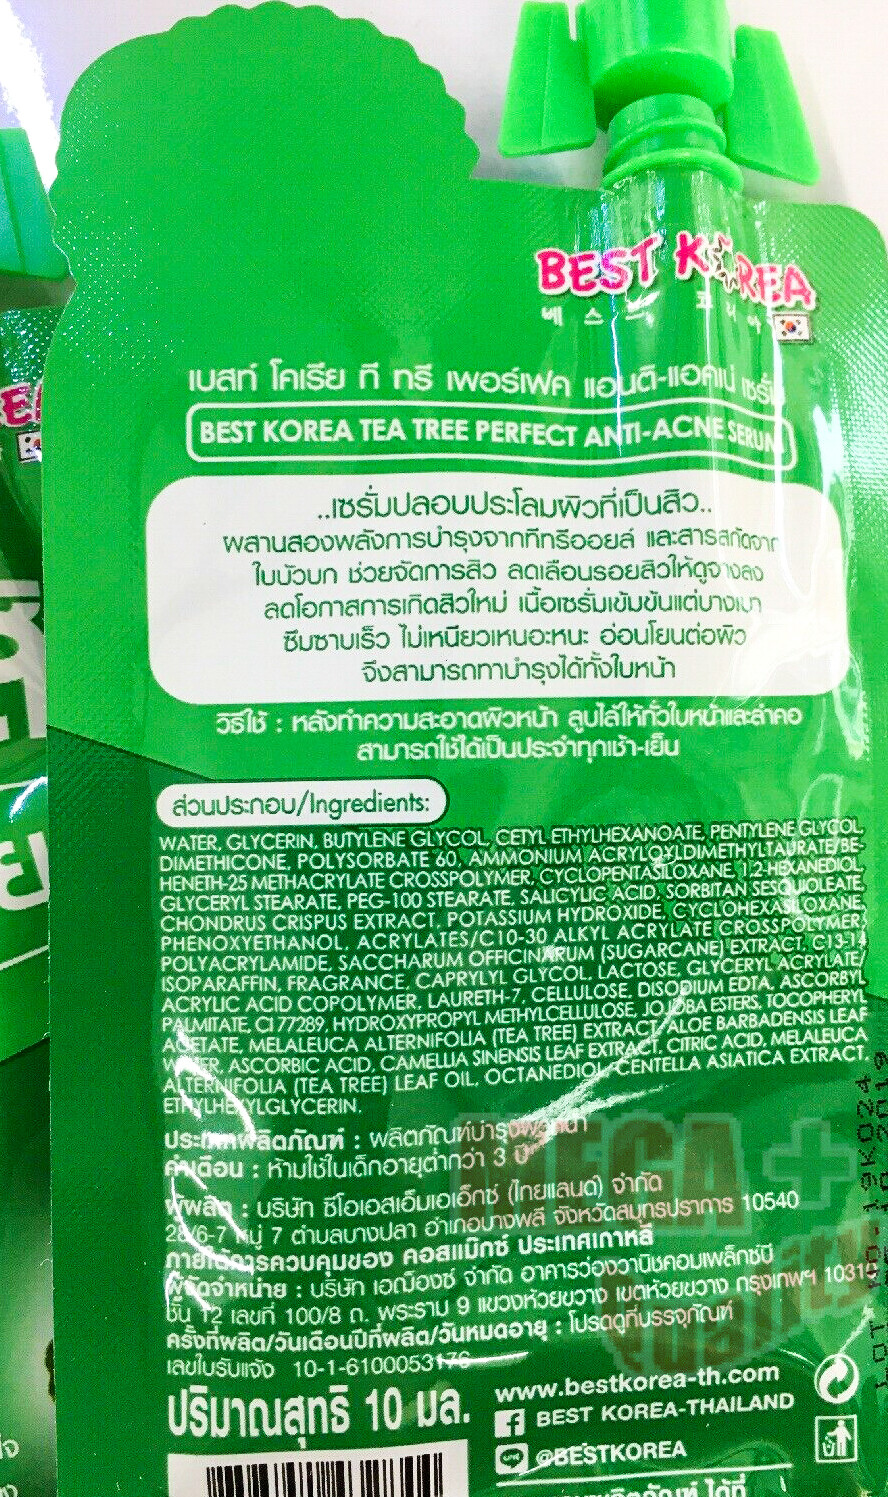 BEST KOREA
베스트 코리아
เบสท์ โคเรีย ที ทรี เพอร์เฟค แอนตี-แอคเน่ เซรั่ม
BEST KOREA TEA TREE PERFECT ANTI-ACNE SERUM
..เซรั่มปลอบประโลมผิวที่เป็นสิว..
ผสานสองพลังการบำรุงจากทีทรีออยล์ และสารสกัดจาก
ใบบัวบก ช่วยจัดการสิว ลดเลือนรอยสิวให้ดูจางลง
ลดโอกาสการเกิดสิวใหม่ เนื้อเซรั่มเข้มข้นแต่บางเบา
ซึมซาบเร็ว ไม่เหนียวเหนอะหนะ อ่อนโยนต่อผิว
จึงสามารถทาบำรุงได้ทั้งใบหน้า
วิธีใช้ : หลังทำความสะอาดผิวหน้า ลูบไล้ให้ทั่วใบหน้าและลำคอ
สามารถใช้ได้เป็นประจำทุกเช้า-เย็น
ส่วนประกอบ/Ingredients:
WATER, GLYCERIN, BUTYLENE GLYCOL, CETYL ETHYLHEXANOATE, PENTYLENE GLYCOL,
DIMETHICONE, POLYSORBATE 60, AMMONIUM ACRYLOYLDIMETHYLTAURATE/BE-
HENETH-25 METHACRYLATE CROSSPOLYMER, CYCLOPENTASILOXANE, 1,2-HEXANEDIOL,
GLYCERYL STEARATE, PEG-100 STEARATE, SALICYLIC ACID, SORBITAN SESQUIOLEATE,
CHONDRUS CRISPUS EXTRACT, POTASSIUM HYDROXIDE, CYCLOHEXASILOXANE,
PHENOXYETHANOL, ACRYLATES/C10-30 ALKYL ACRYLATE CROSSPOLYMER,
POLYACRYLAMIDE, SACCHARUM OFFICINARUM (SUGARCANE) EXTRACT, C13-14
ISOPARAFFIN, FRAGRANCE, CAPRYLYL GLYCOL, LACTOSE, GLYCERYL ACRYLATE/
ACRYLIC ACID COPOLYMER, LAURETH-7, CELLULOSE, DISODIUM EDTA, ASCORBYL
PALMITATE, CI 77289, HYDROXYPROPYL METHYLCELLULOSE, JOJOBA ESTERS, TOCOPHERYL
ACETATE, MELALEUCA ALTERNIFOLIA (TEA TREE) EXTRACT, ALOE BARBADENSIS LEAF
WATER, ASCORBIC ACID, CAMELLIA SINENSIS LEAF EXTRACT, CITRIC ACID, MELALEUCA
ALTERNIFOLIA (TEA TREE) LEAF OIL, OCTANEDIOL, CENTELLA ASIATICA EXTRACT,
ETHYLHEXYLGLYCERIN.
ประเภทผลิตภัณฑ์ : ผลิตภัณฑ์บำรุงผิวหน้า
คำเตือน : ห้ามใช้ในเด็กอายุต่ำกว่า 3 ปี
ผู้ผลิต : บริษัท ซีโอเอสเอ็มเอเอ็กซ์ (ไทยแลนด์) จำกัด
28/6-7 หมู่ 7 ตำบลบางปลา อำเภอบางพลี จังหวัดสมุทรปราการ 10540
ภายใต้การควบคุมของ คอสแม็กซ์ ประเทศเกาหลี
ผู้จัดจำหน่าย : บริษัท เอณีองซ์ จำกัด อาคารว่องวานิชคอมเพล็กซ์บี
ชั้น 12 เลขที่ 100/8 ถ. พระราม 9 แขวงห้วยขวาง เขตห้วยขวาง กรุงเทพฯ 1031
ครั้งที่ผลิต/วันเดือนปีที่ผลิต/วันหมดอายุ : โปรดดูที่บรรจุภัณฑ์
เลขใบรับแจ้ง 10-1-6100053176
ปริมาณสุทธิ 10 มล.
www.bestkorea-th.com
BEST KOREA-THAILAND
@BESTKOREA
ได้ที่
MEGA +
Quality
LOT NO.19K024
2019